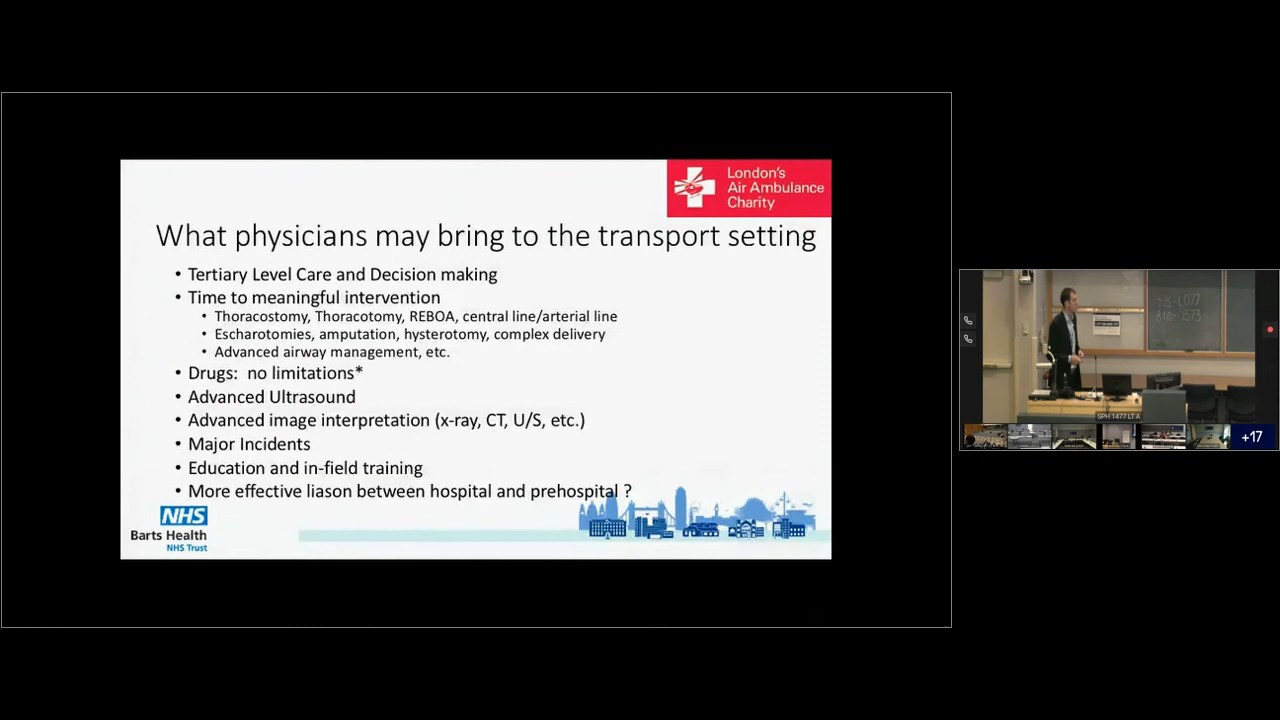 London's
Air Ambulance
Charity
What physicians may bring to the transport setting
• Tertiary Level Care and Decision making
• Time to meaningful intervention
• Thoracostomy, Thoracotomy, REBOA, central line/arterial line
• Escharotomies, amputation, hysterotomy, complex delivery
• Advanced airway management, etc.
• Drugs: no limitations*
• Advanced Ultrasound
• Advanced image interpretation (x-ray, CT, U/S, etc.)
• Major Incidents
• Education and in-field training
• More effective liason between hospital and prehospital ?
NHS
Barts Health
NHS Trust
SPH 1477 LT A
+17